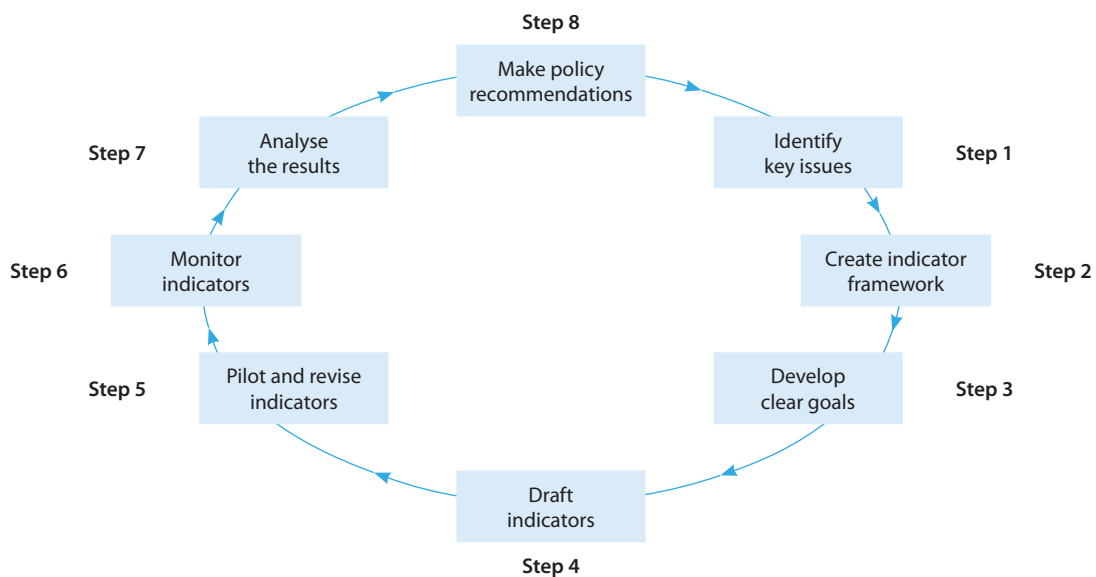 Step 8
Make policy
recommendations
Step 7
Analyse
the results
Identify
key issues
Step 1
Step 6
Monitor
indicators
Create indicator
framework
Step 2
Step 5
Pilot and revise
indicators
Develop
clear goals
Step 3
Draft
indicators
Step 4